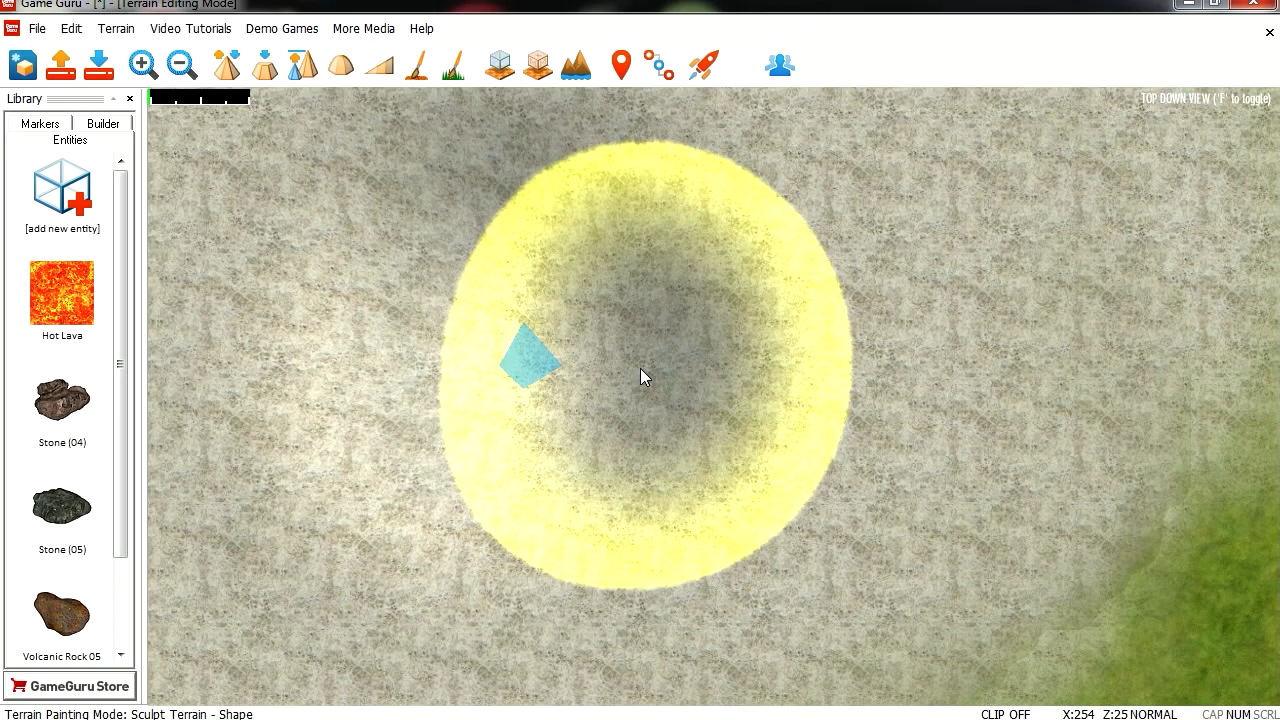 Game Guru - [*] - [Terrain Editing Mode]
File Edit Terrain Video Tutorials Demo Games More Media Help
Library
TOP DOWN VIEW ('F' to toggle)
Markers Builder
Entities
[add new entity]
Hot Lava
Stone (04)
Stone (05)
Volcanic Rock 05
GameGuru Store
Terrain Painting Mode: Sculpt Terrain - Shape CLIP OFF X:254 Z:25 NORMAL CAP NUM SCRL